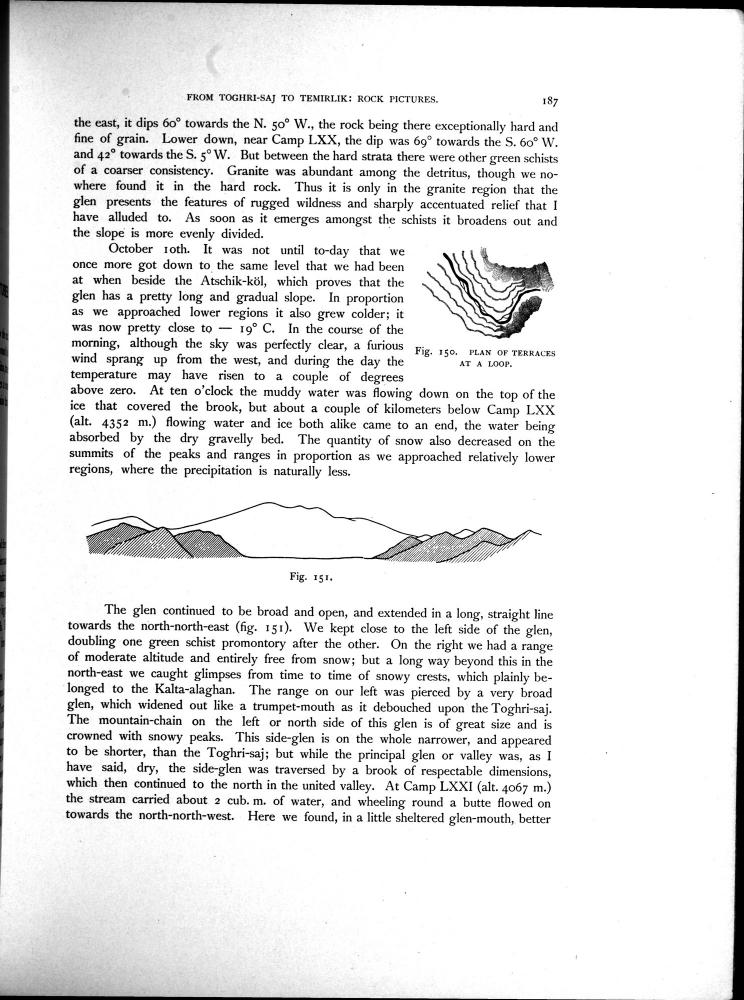 FROM TOGHRI-SAJ TO TEMIRLIK: ROCK PICTURES. 187
the east, it dips 60° towards the N. 50° W., the rock being there exceptionally hard and
fine of grain. Lower down, near Camp LXX, the dip was 69° towards the S. 60° W.
and 42° towards the S. 5° W. But between the hard strata there were other green schists
of a coarser consistency. Granite was abundant among the detritus, though we no-
where found it in the hard rock. Thus it is only in the granite region that the
glen presents the features of rugged wildness and sharply accentuated relief that I
have alluded to. As soon as it emerges amongst the schists it broadens out and
the slope is more evenly divided.
October 10th. It was not until to-day that we
once more got down to the same level that we had been
at when beside the Atschik-köl, which proves that the
glen has a pretty long and gradual slope. In proportion
as we approached lower regions it also grew colder; it
was now pretty close to — 19° C. In the course of the
morning, although the sky was perfectly clear, a furious
wind sprang up from the west, and during the day the
temperature may have risen to a couple of degrees
Fig. 150. PLAN OF TERRACES
AT A LOOP.
above zero. At ten o'clock the muddy water was flowing down on the top of the
ice that covered the brook, but about a couple of kilometers below Camp LXX
(alt. 4352 m.) flowing water and ice both alike came to an end, the water being
absorbed by the dry gravelly bed. The quantity of snow also decreased on the
summits of the peaks and ranges in proportion as we approached relatively lower
regions, where the precipitation is naturally less.
Fig. 151.
The glen continued to be broad and open, and extended in a long, straight line
towards the north-north-east (fig. 151). We kept close to the left side of the glen,
doubling one green schist promontory after the other. On the right we had a range
of moderate altitude and entirely free from snow; but a long way beyond this in the
north-east we caught glimpses from time to time of snowy crests, which plainly be-
longed to the Kalta-alaghan. The range on our left was pierced by a very broad
glen, which widened out like a trumpet-mouth as it debouched upon the Toghri-saj.
The mountain-chain on the left or north side of this glen is of great size and is
crowned with snowy peaks. This side-glen is on the whole narrower, and appeared
to be shorter, than the Toghri-saj; but while the principal glen or valley was, as I
have said, dry, the side-glen was traversed by a brook of respectable dimensions,
which then continued to the north in the united valley. At Camp LXXI (alt. 4067 m.)
the stream carried about 2 cub. m. of water, and wheeling round a butte flowed on
towards the north-north-west. Here we found, in a little sheltered glen-mouth, better